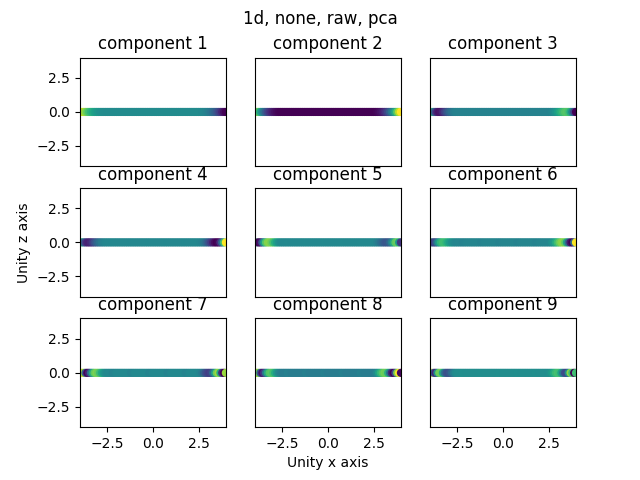 1d, none, raw, pca
component 1 component 2 component 3
2.5
0.0
−2.5
component 4 component 5 component 6
2.5
0.0
−2.5
Unity z axis
component 7 component 8 component 9
2.5
0.0
−2.5
−2.5 0.0 2.5 −2.5 0.0 2.5 −2.5 0.0 2.5
Unity x axis